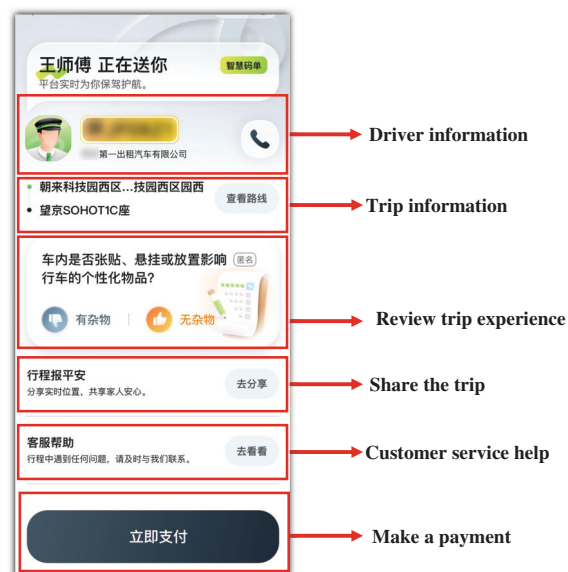 王师傅 正在送你
智慧码单
平台实时为你保驾护航。
第一出租汽车有限公司
Driver information
朝来科技园西区...技园西区园西
查看路线
望京SOHOT1C座
Trip information
车内是否张贴、悬挂或放置影响
匿名
行车的个性化物品?
有杂物
无杂物
Review trip experience
行程报平安
分享实时位置，共享家人安心。
去分享
Share the trip
客服帮助
行程中遇到任何问题，请及时与我们联系。
去看看
Customer service help
立即支付
Make a payment